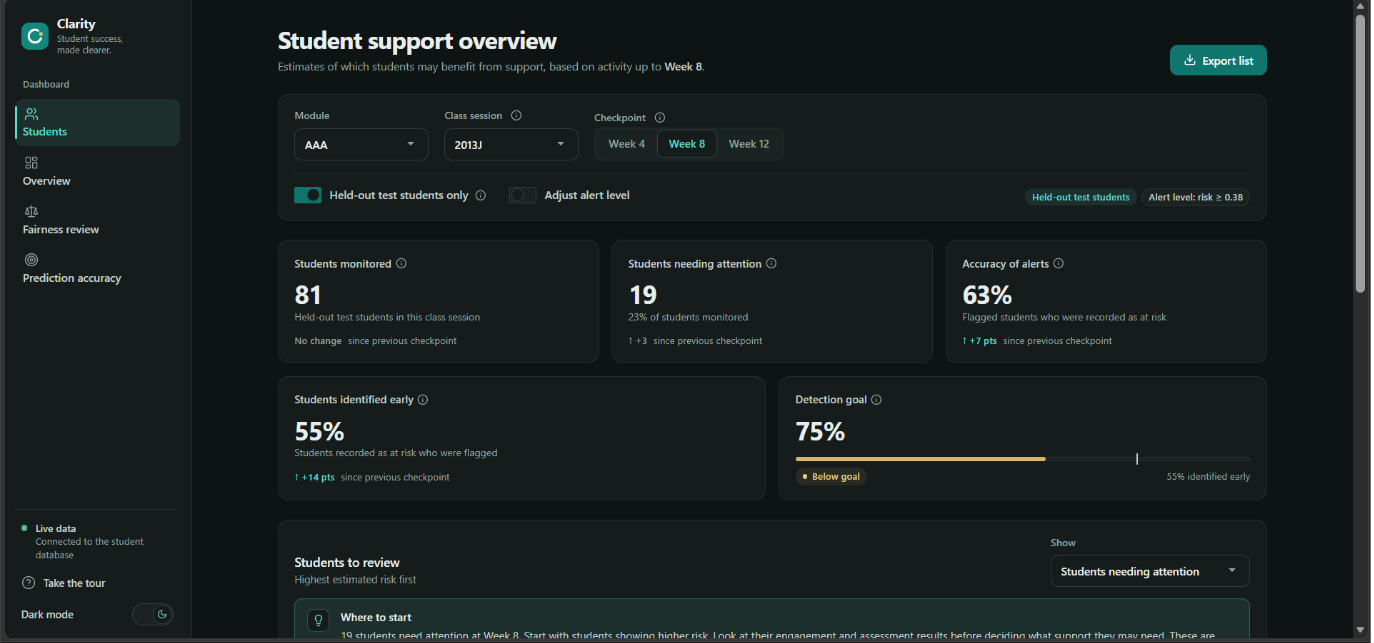 Clarity
Student success,
made clearer.
Dashboard
Students
Overview
Fairness review
Prediction accuracy
Live data
Connected to the student
database
Take the tour
Dark mode
Student support overview
Estimates of which students may benefit from support, based on activity up to Week 8.
Export list
Module
Class session
Checkpoint
AAA
2013J
Week 4
Week 8
Week 12
Held-out test students only
Adjust alert level
Held-out test students
Alert level: risk ≥ 0.38
Students monitored
81
Held-out test students in this class session
No change since previous checkpoint
Students needing attention
19
23% of students monitored
↑ +3 since previous checkpoint
Accuracy of alerts
63%
Flagged students who were recorded as at risk
↑ +7 pts since previous checkpoint
Students identified early
55%
Students recorded as at risk who were flagged
↑ +14 pts since previous checkpoint
Detection goal
75%
Below goal
55% identified early
Students to review
Highest estimated risk first
Show
Students needing attention
Where to start
19 students need attention at Week 8. Start with students showing higher risk. Look at their engagement and assessment results before deciding what support they may need. These are